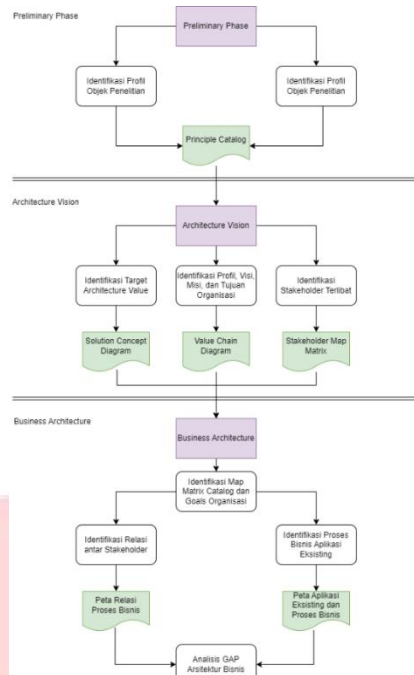 Preliminary Phase
Preliminary Phase
Identifikasi Profil
Objek Penelitian
Identifikasi Profil
Objek Penelitian
Principle Catalog
Architecture Vision
Architecture Vision
Identifikasi Target
Architecture Value
Identifikasi Profil, Visi,
Misi, dan Tujuan
Organisasi
Identifikasi
Stakeholder Terlibat
Solution Concept
Diagram
Value Chain
Diagram
Stakeholder Map
Matrix
Business Architecture
Business Architecture
Identifikasi Map
Matrix Catalog dan
Goals Organisasi
Identifikasi Relasi
antar Stakeholder
Identifikasi Proses
Bisnis Aplikasi
Eksisting
Peta Relasi
Proses Bisnis
Peta Aplikasi
Eksisting dan
Proses Bisnis
Analisis GAP
Arsitektur Bisnis